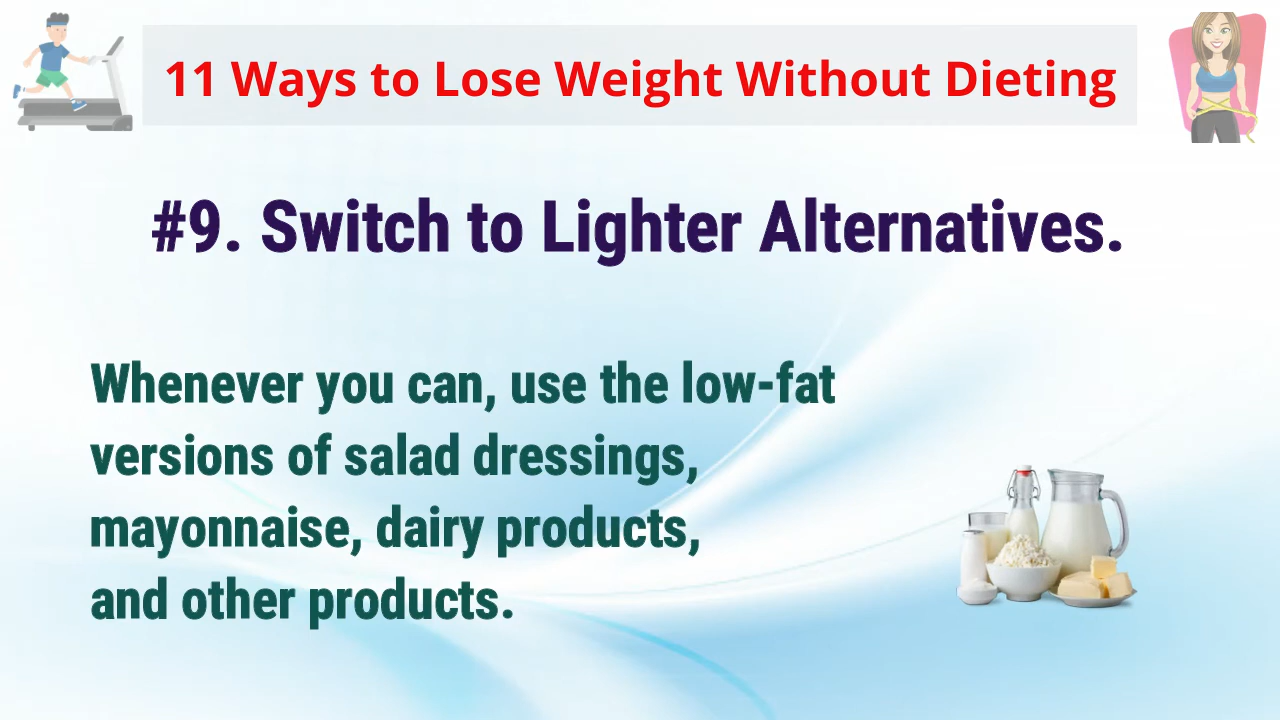 11 Ways to Lose Weight Without Dieting
#9. Switch to Lighter Alternatives.
Whenever you can, use the low-fat
versions of salad dressings,
mayonnaise, dairy products,
and other products.